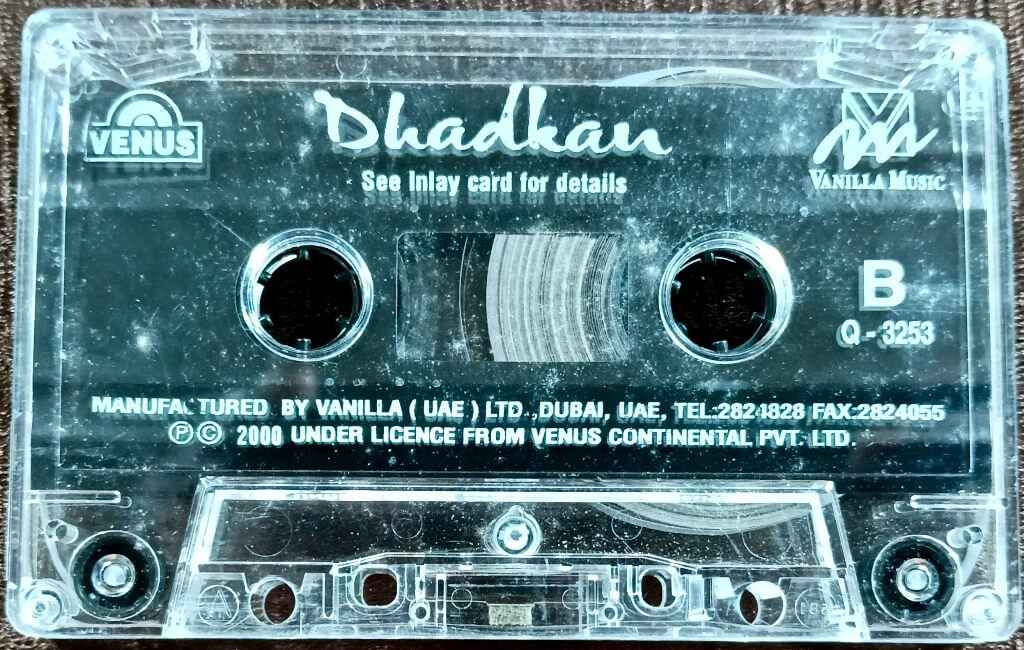 VENUS
Dhadkan
VANILLA MUSIC
See Inlay card for details
B
Q - 3253
MANUFACTURED BY VANILLA ( UAE ) LTD., DUBAI, UAE, TEL:2824828 FAX:2824055
℗ © 2000 UNDER LICENCE FROM VENUS CONTINENTAL PVT. LTD.
A